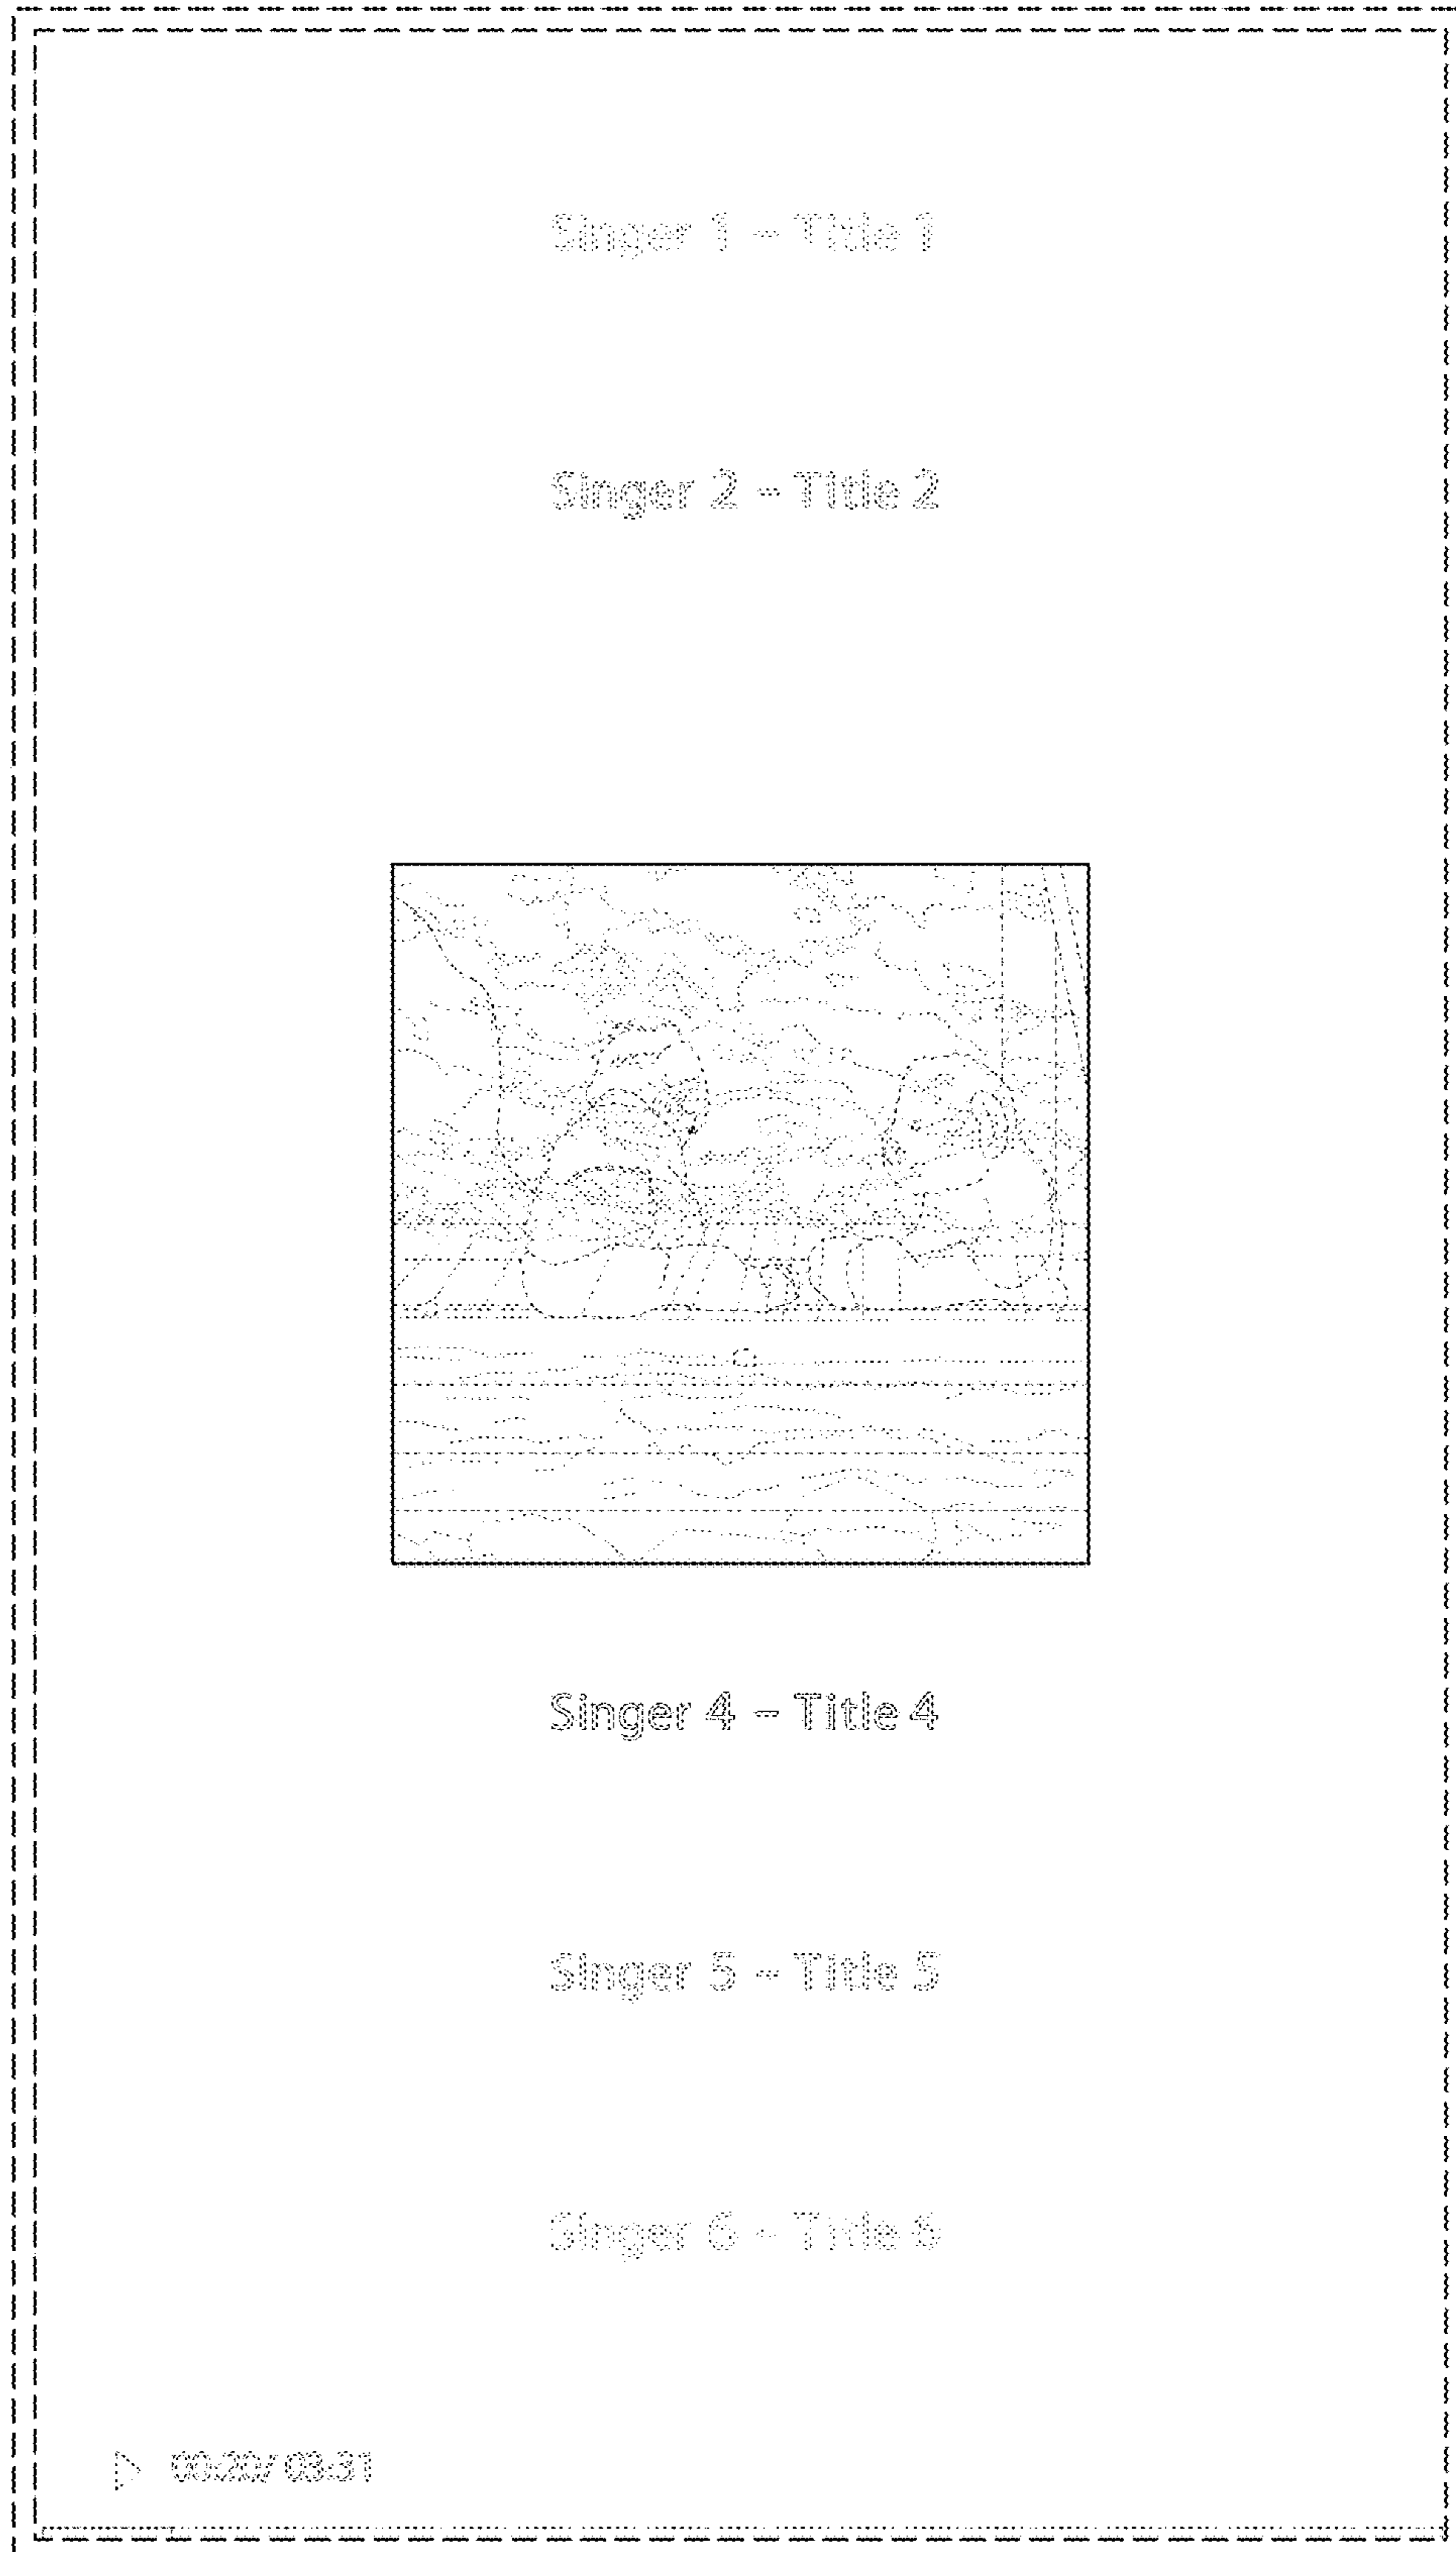 Singer 1 – Title 1
Singer 2 – Title 2
Singer 4 – Title 4
Singer 5 – Title 5
Singer 6 – Title 6
00:20/ 03:31